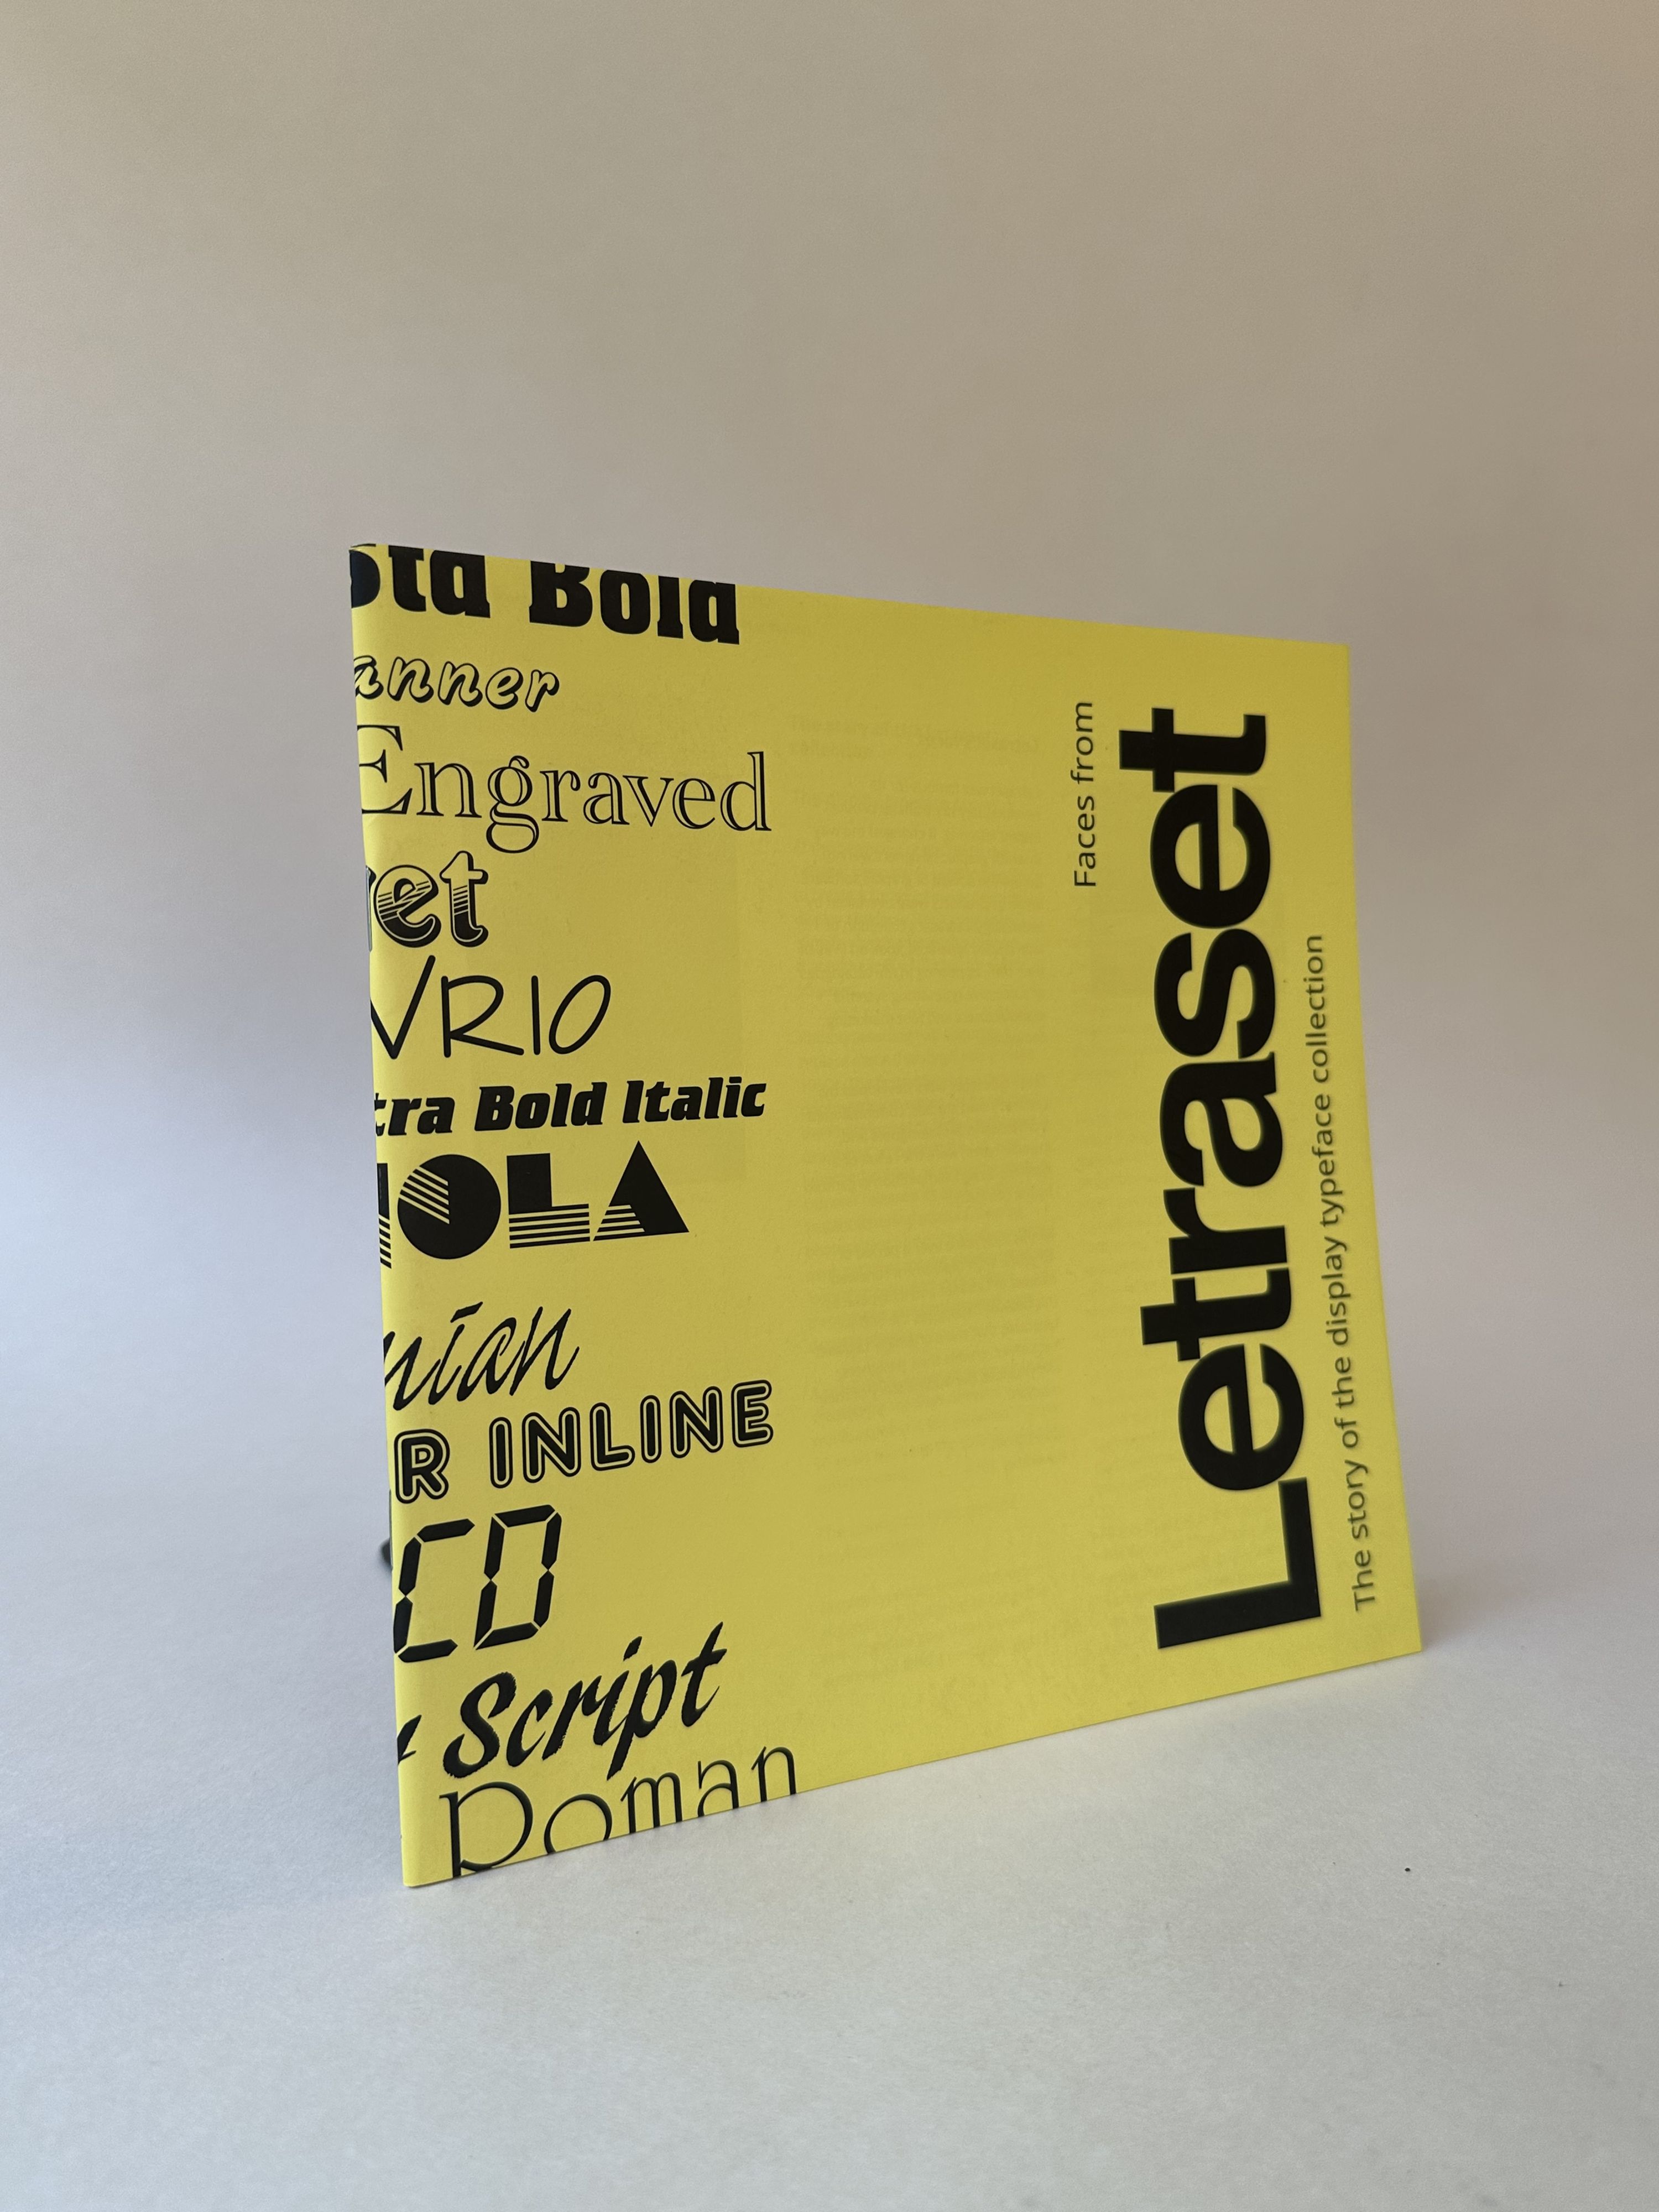 sta Bold
anner
Engraved
et
VRIO
tra Bold Italic
OLA
nian
R INLINE
CD
y Script
Roman
Faces from
Letraset
The story of the display typeface collection